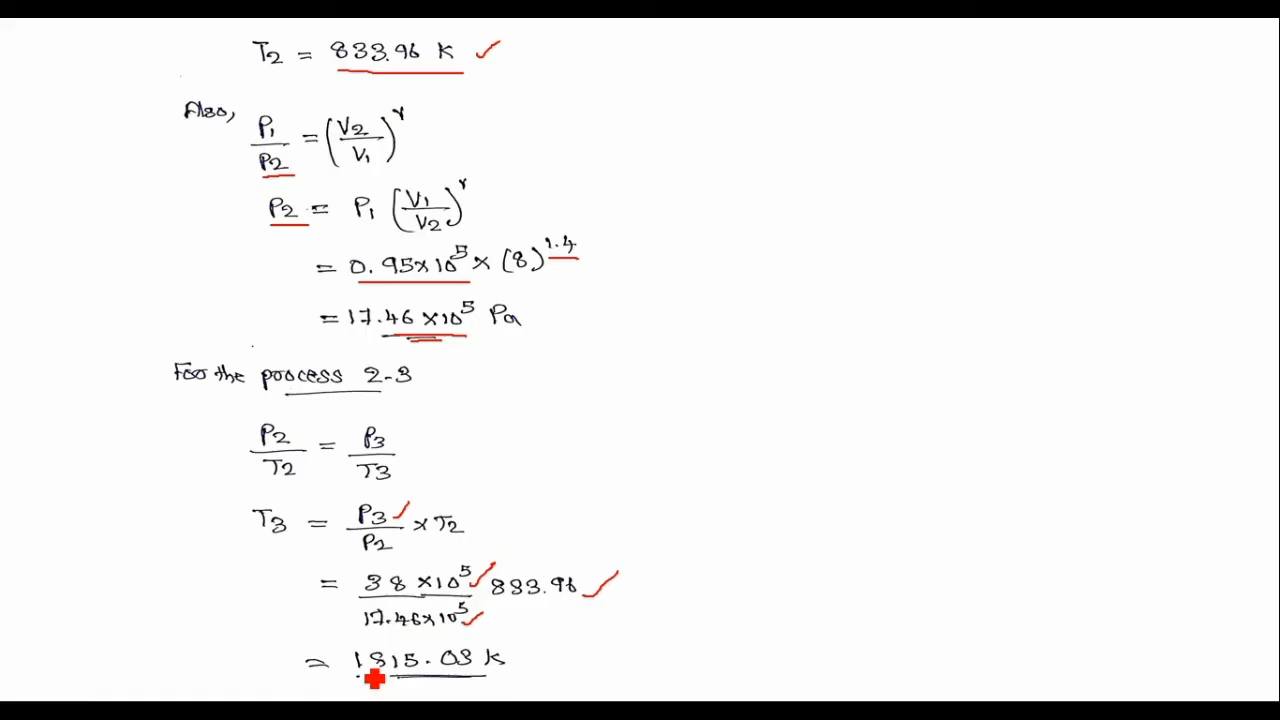 T2 = 833.96 K ✓
Also,
P1/P2 = (V2/V1)^γ
P2 = P1 (V1/V2)^γ
= 0.95×10^5 × (8)^1.4
= 17.46 ×10^5 Pa
For the process 2-3
P2/T2 = P3/T3
T3 = P3/P2 × T2
= 38 ×10^5 / 17.46×10^5 833.96
= 1815.03 K